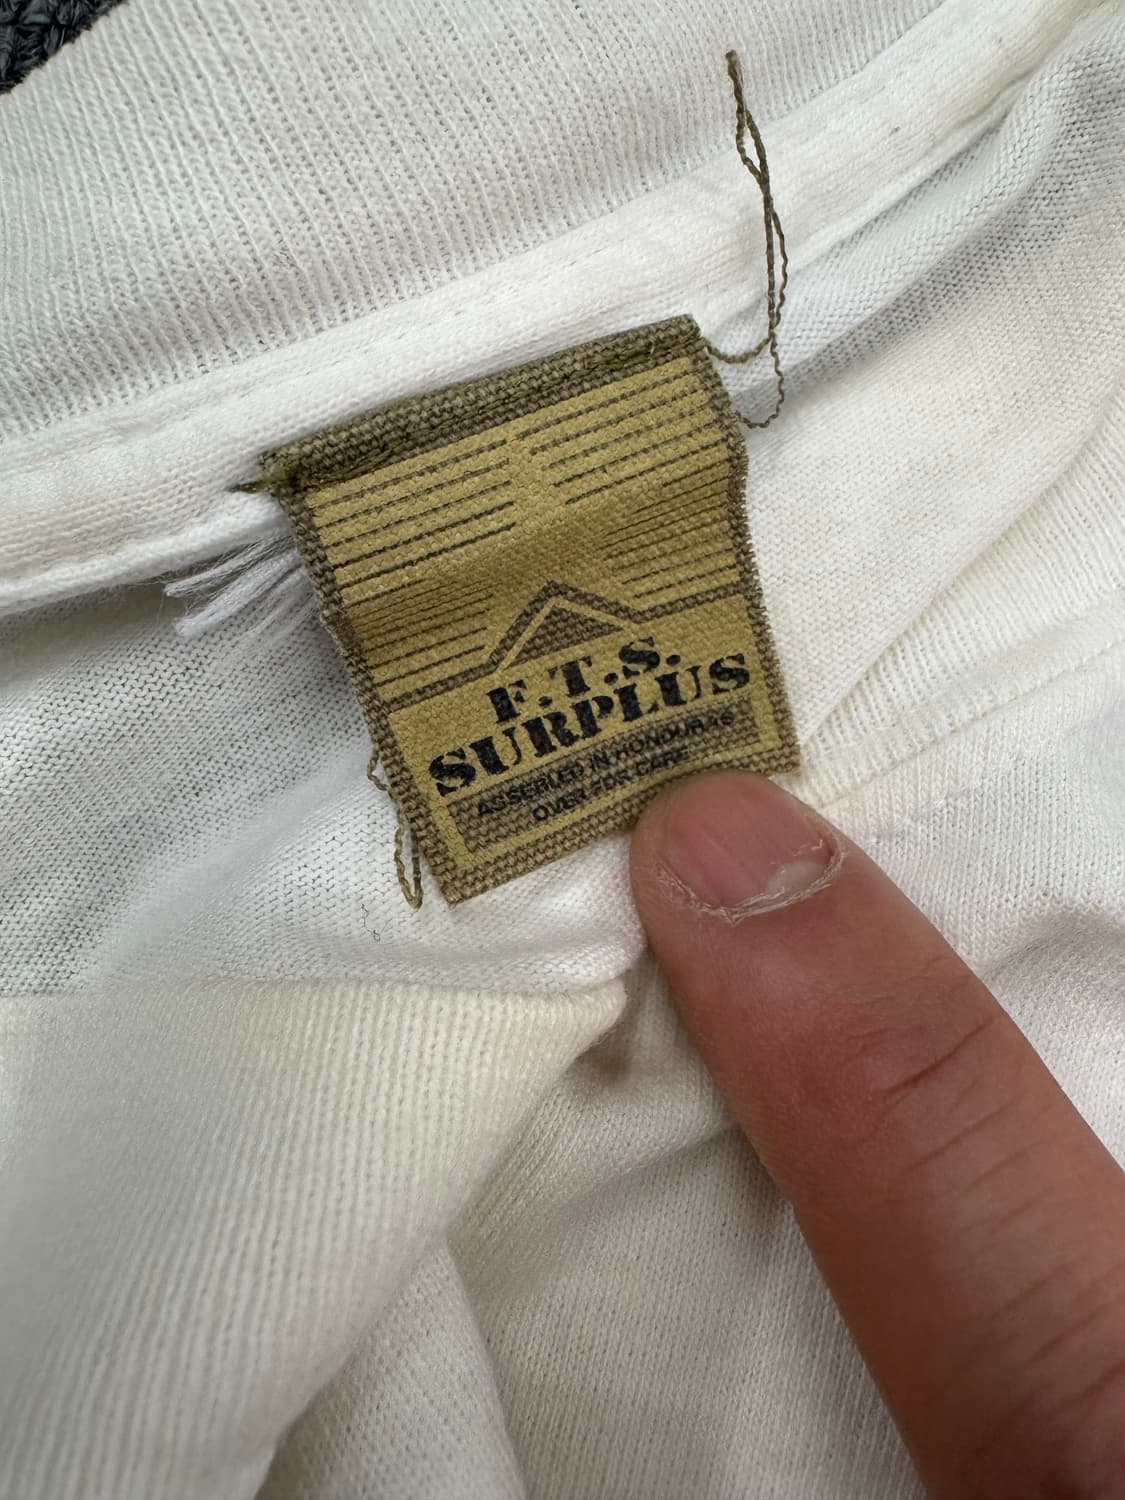 F.T.S.
SURPLUS
ASSEMBLED IN HONDURAS
OVER FOR CARE